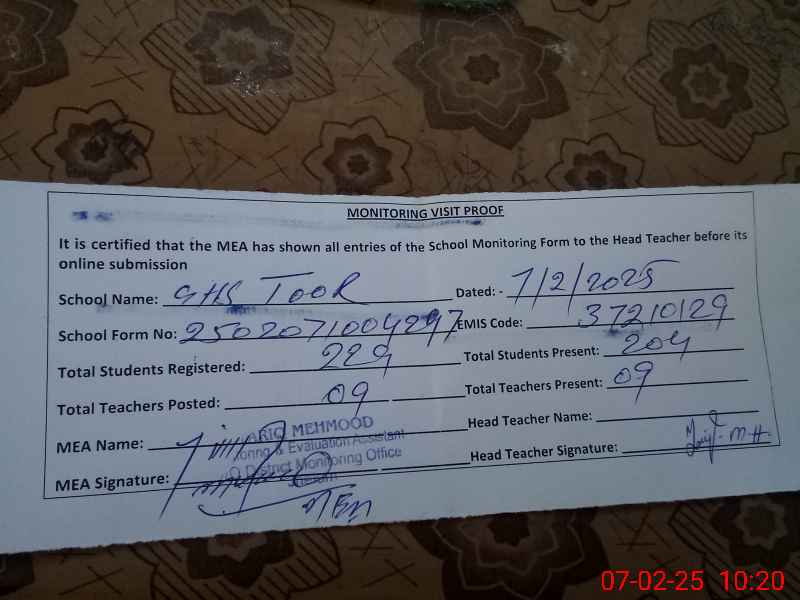 MONITORING VISIT PROOF
It is certified that the MEA has shown all entries of the School Monitoring Form to the Head Teacher before its
online submission
School Name: GHS TOOR Dated: - 7/2/2025
School Form No: 2502071004297 EMIS Code: 37210129
Total Students Registered: 229 Total Students Present: 204
Total Teachers Posted: 09 Total Teachers Present: 09
MEA Name: ARIQ MEHMOOD Head Teacher Name:
oring & Evaluation Assistant
District Monitoring Office
MEA Signature: Head Teacher Signature:
07-02-25 10:20